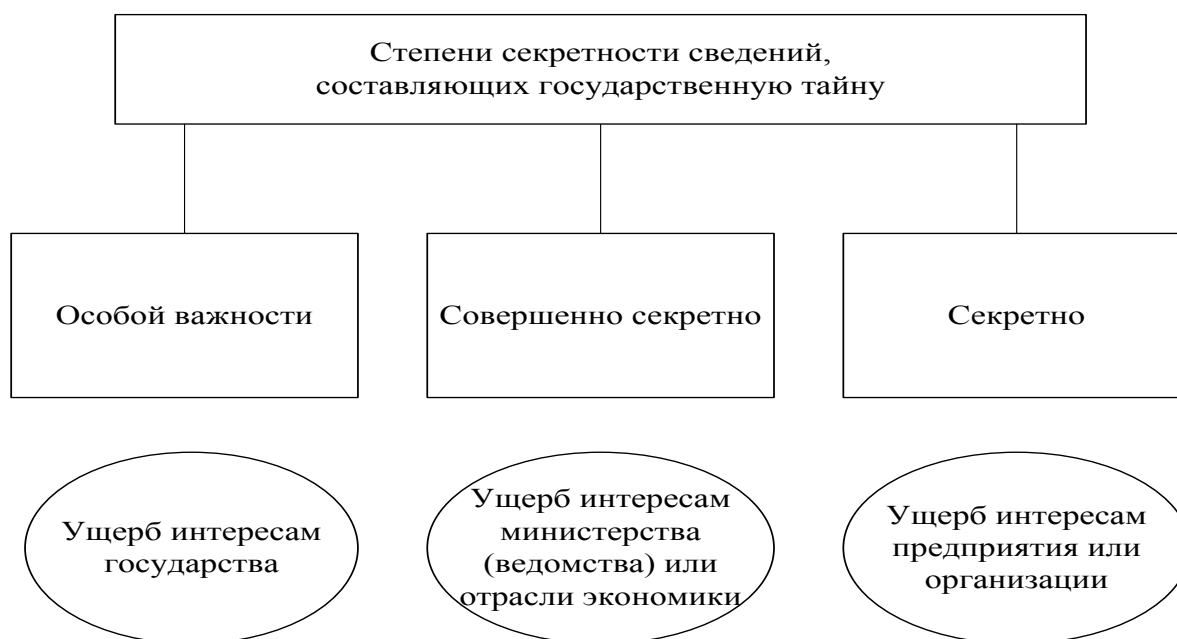 Степени секретности сведений,
составляющих государственную тайну
Особой важности
Совершенно секретно
Секретно
Ущерб интересам
государства
Ущерб интересам
министерства
(ведомства) или
отрасли экономики
Ущерб интересам
предприятия или
организации